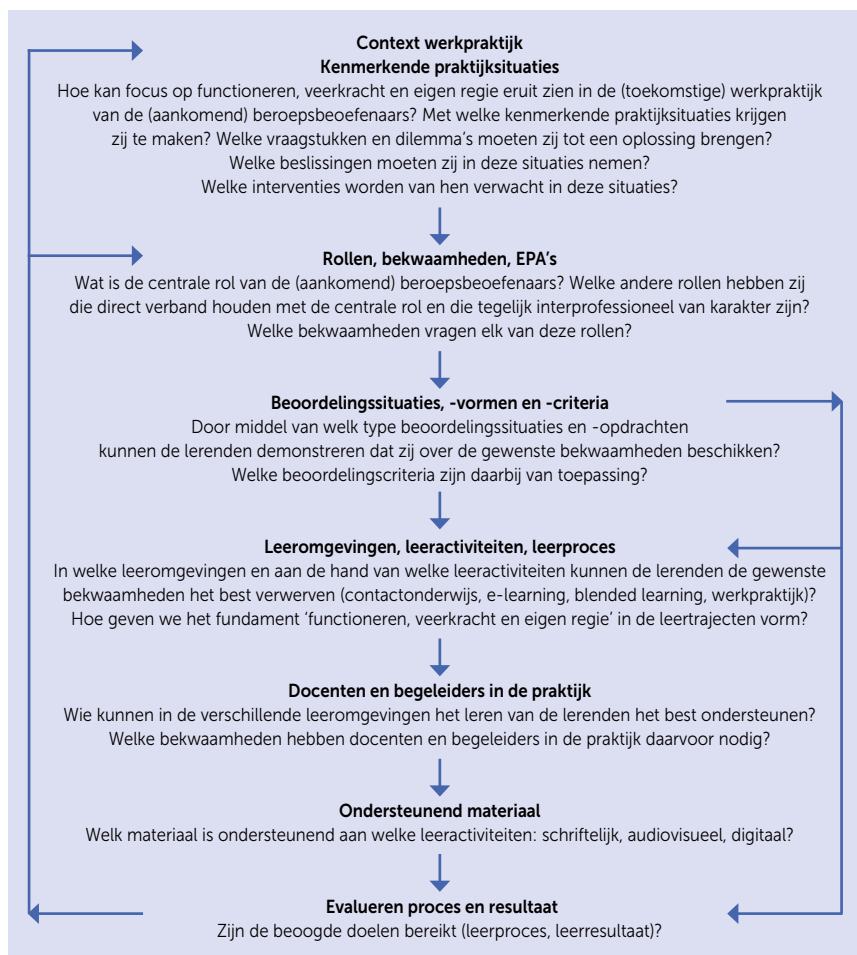 Context werkpraktijk
Kenmerkende praktijksituaties
Hoe kan focus op functioneren, veerkracht en eigen regie eruit zien in de (toekomstige) werkpraktijk
van de (aankomend) beroepsbeoefenaars? Met welke kenmerkende praktijksituaties krijgen
zij te maken? Welke vraagstukken en dilemma’s moeten zij tot een oplossing brengen?
Welke beslissingen moeten zij in deze situaties nemen?
Welke interventies worden van hen verwacht in deze situaties?
Rollen, bekwaamheden, EPA’s
Wat is de centrale rol van de (aankomend) beroepsbeoefenaars? Welke andere rollen hebben zij
die direct verband houden met de centrale rol en die tegelijk interprofessioneel van karakter zijn?
Welke bekwaamheden vragen elk van deze rollen?
Beoordelingssituaties, -vormen en -criteria
Door middel van welk type beoordelingssituaties en -opdrachten
kunnen de lerenden demonstreren dat zij over de gewenste bekwaamheden beschikken?
Welke beoordelingscriteria zijn daarbij van toepassing?
Leeromgevingen, leeractiviteiten, leerproces
In welke leeromgevingen en aan de hand van welke leeractiviteiten kunnen de lerenden de gewenste
bekwaamheden het best verwerven (contactonderwijs, e-learning, blended learning, werkpraktijk)?
Hoe geven we het fundament ‘functioneren, veerkracht en eigen regie’ in de leertrajecten vorm?
Docenten en begeleiders in de praktijk
Wie kunnen in de verschillende leeromgevingen het leren van de lerenden het best ondersteunen?
Welke bekwaamheden hebben docenten en begeleiders in de praktijk daarvoor nodig?
Ondersteunend materiaal
Welk materiaal is ondersteunend aan welke leeractiviteiten: schriftelijk, audiovisueel, digitaal?
Evalueren proces en resultaat
Zijn de beoogde doelen bereikt (leerproces, leerresultaat)?